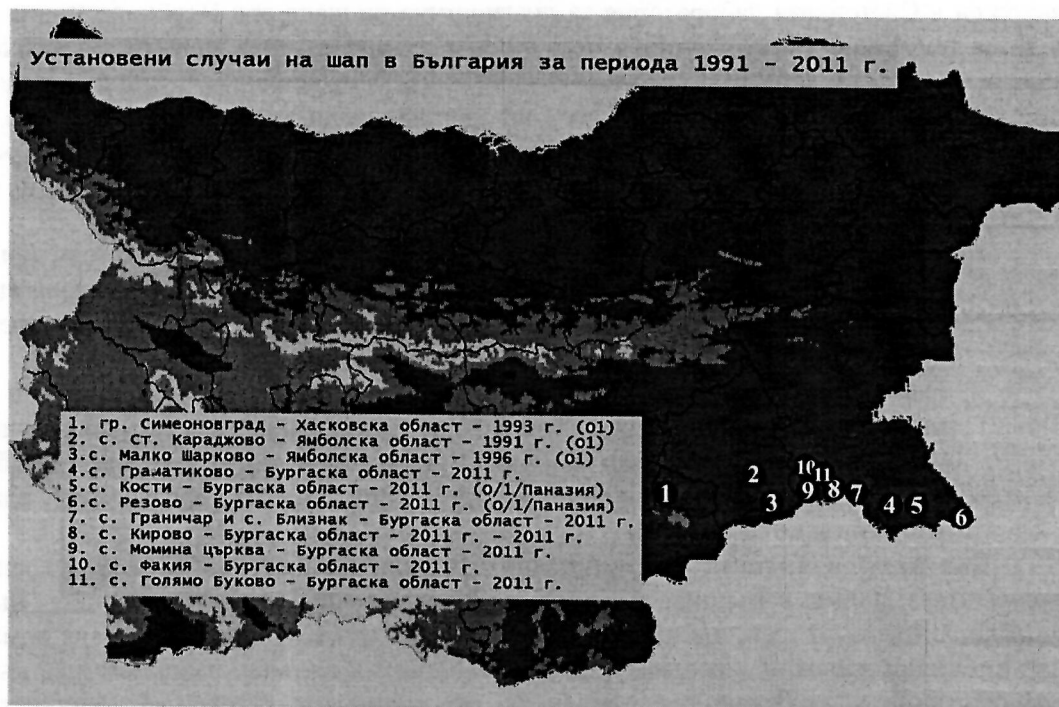 Установени случаи на шап в България за периода 1991 - 2011 г.
1. гр. Симеоновград - Хасковска област - 1993 г. (о1)
2. с. Ст. Караджово - Ямболска област - 1991 г. (о1)
3.с. Малко Шарково - Ямболска област - 1996 г. (о1)
4.с. Граматиково - Бургаска област - 2011 г.
5.с. Кости - Бургаска област - 2011 г. (о/1/Паназия)
6.с. Резово - Бургаска област - 2011 г. (о/1/Паназия)
7. с. Граничар и с. Близнак - Бургаска област - 2011 г.
8. с. Кирово - Бургаска област - 2011 г. - 2011 г.
9. с. Момина църква - Бургаска област - 2011 г.
10. с. Факия - Бургаска област - 2011 г.
11. с. Голямо Буково - Бургаска област - 2011 г.
1
2
3
9
10
11
8
7
4
5
6